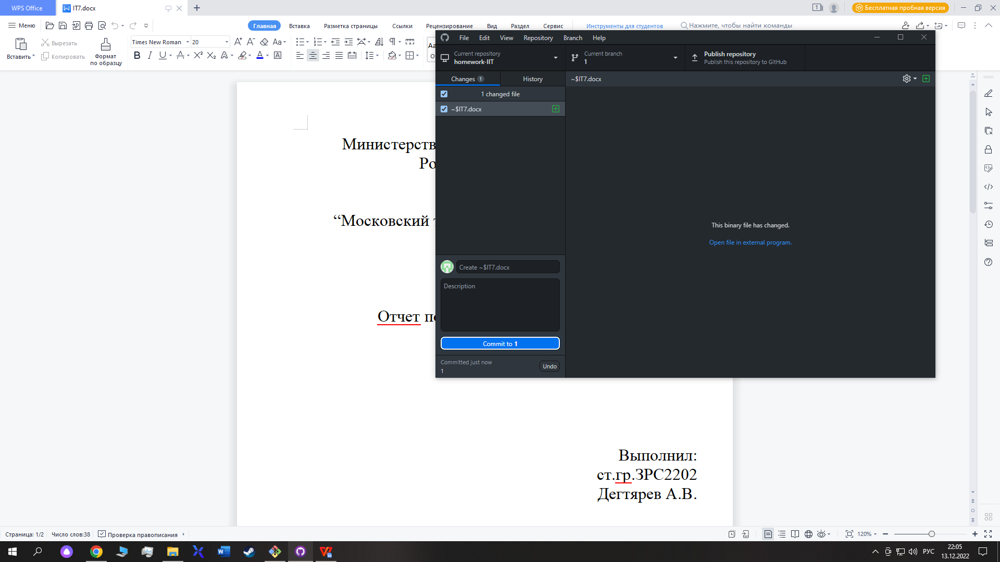 WPS Office
IT7.docx
1
Бесплатная пробная версия
Меню
Главная
Вставка
Разметка страницы
Ссылки
Рецензирование
Вид
Раздел
Сервис
Инструменты для студентов
Нажмите, чтобы найти команды
Вставить
Вырезать
Копировать
Формат
по образцу
Times New Roman
20
File
Edit
View
Repository
Branch
Help
Current repository
homework-IIT
Current branch
1
Publish repository
Publish this repository to GitHub
Changes 1
History
~$IT7.docx
1 changed file
~$IT7.docx
This binary file has changed.
Open file in external program.
Create ~$IT7.docx
Description
Commit to 1
Committed just now
1
Undo
Министерств
Ро
“Московский
Отчет по
Выполнил:
ст.гр.ЗРС2202
Дегтярев А.В.
Страница: 1/2
Число слов:38
Проверка правописания
120%
РУС
22:05
13.12.2022